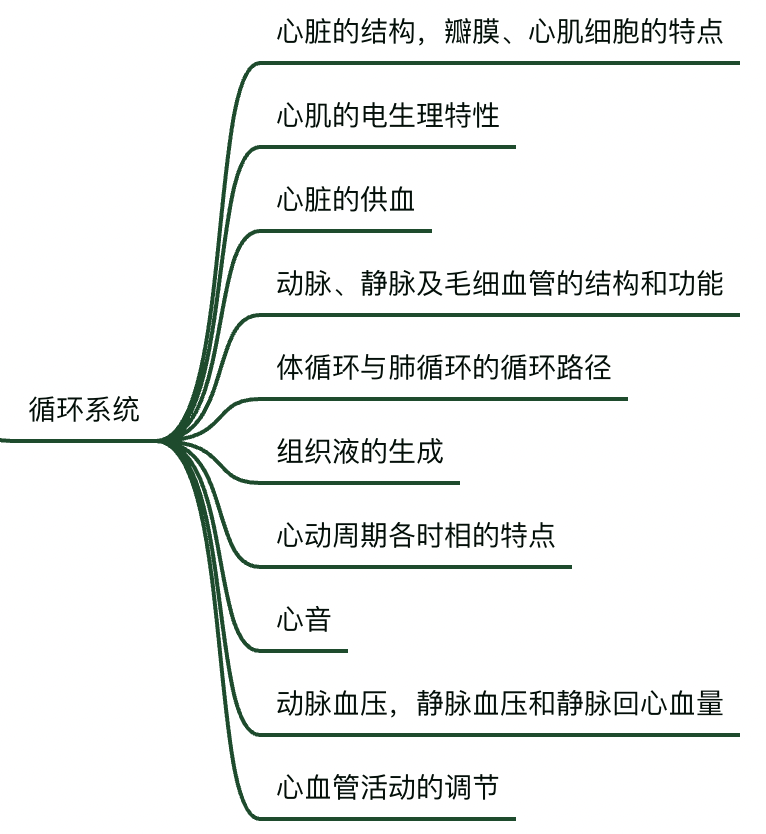 心脏的结构，瓣膜、心肌细胞的特点
心肌的电生理特性
心脏的供血
动脉、静脉及毛细血管的结构和功能
体循环与肺循环的循环路径
循环系统
组织液的生成
心动周期各时相的特点
心音
动脉血压，静脉血压和静脉回心血量
心血管活动的调节